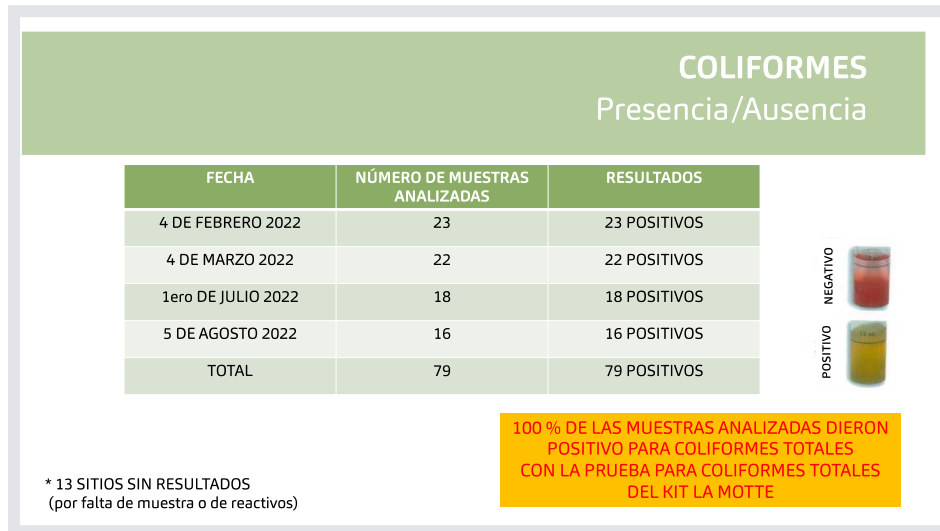 COLIFORMES
Presencia/Ausencia
FECHA NÚMERO DE MUESTRAS ANALIZADAS RESULTADOS
4 DE FEBRERO 2022 23 23 POSITIVOS
4 DE MARZO 2022 22 22 POSITIVOS
1ero DE JULIO 2022 18 18 POSITIVOS
5 DE AGOSTO 2022 16 16 POSITIVOS
TOTAL 79 79 POSITIVOS
NEGATIVO
POSITIVO
100 % DE LAS MUESTRAS ANALIZADAS DIERON
POSITIVO PARA COLIFORMES TOTALES
CON LA PRUEBA PARA COLIFORMES TOTALES
DEL KIT LA MOTTE
* 13 SITIOS SIN RESULTADOS
(por falta de muestra o de reactivos)